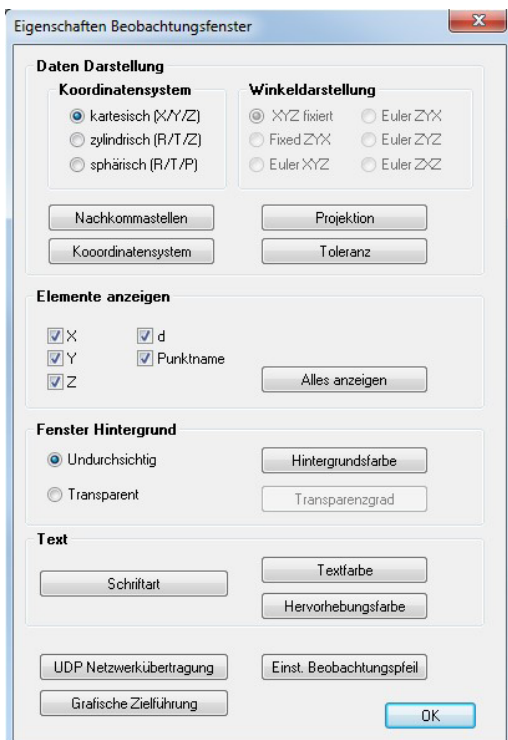 Eigenschaften Beobachtungsfenster
Daten Darstellung
Koordinatensystem
kartesisch (X/Y/Z)
zylindrisch (R/T/Z)
sphärisch (R/T/P)
Winkeldarstellung
XYZ fixiert
Euler ZYX
Fixed ZYX
Euler ZYZ
Euler XYZ
Euler ZXZ
Nachkommastellen
Projektion
Kooordinatensystem
Toleranz
Elemente anzeigen
X
d
Y
Punktname
Z
Alles anzeigen
Fenster Hintergrund
Undurchsichtig
Hintergrundsfarbe
Transparent
Transparenzgrad
Text
Schriftart
Textfarbe
Hervorhebungsfarbe
UDP Netzwerkübertragung
Einst. Beobachtungspfeil
Grafische Zielführung
OK